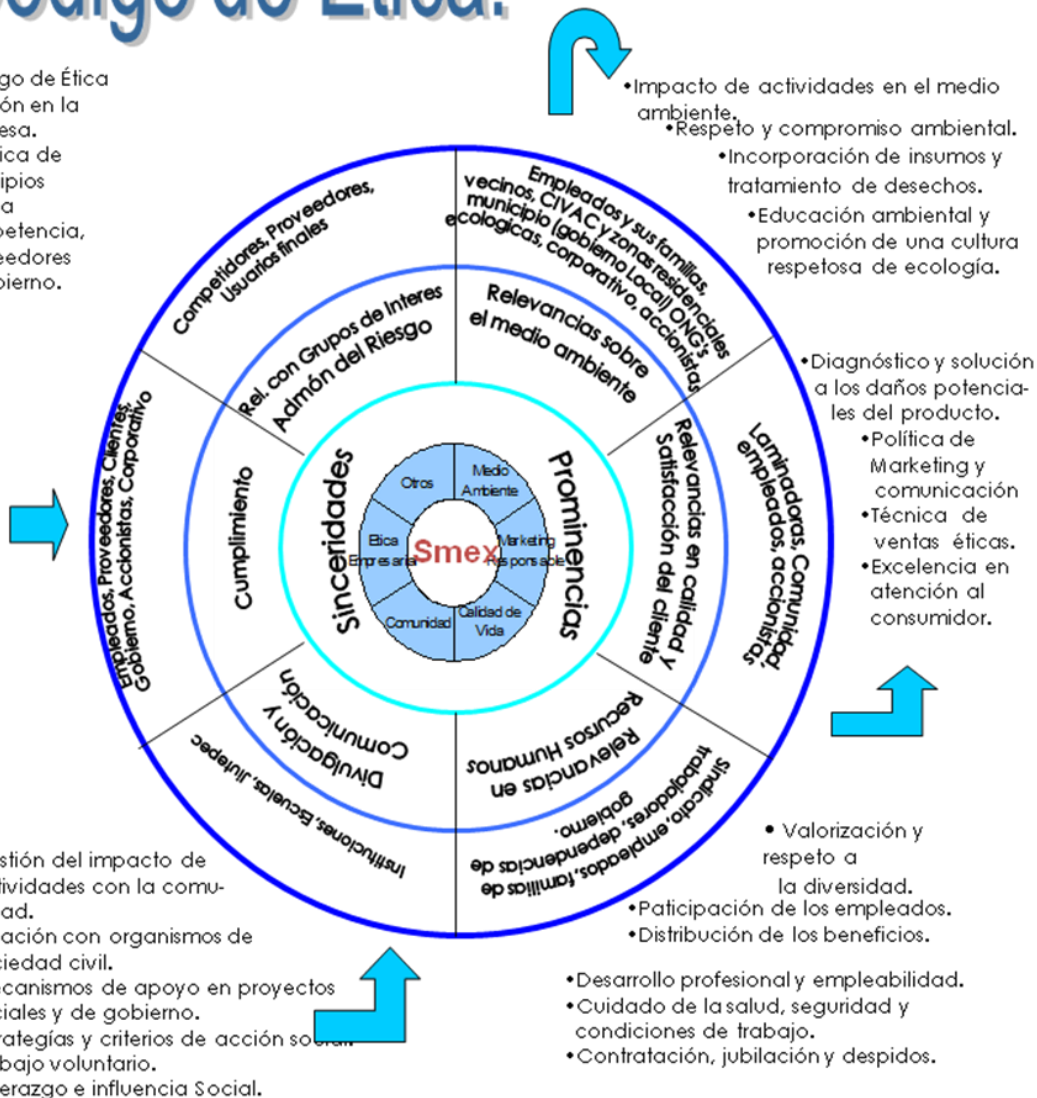 ódigo de Ética.
go de Ética
ón en la
esa.
ica de
ipios
a
petencia,
eedores
bierno.
•Impacto de actividades en el medio
ambiente.
•Respeto y compromiso ambiental.
•Incorporación de insumos y
tratamiento de desechos.
•Educación ambiental y
promoción de una cultura
respetosa de ecología.
Competidores, Proveedores,
Usuarios finales
Empleados y sus familias,
vecinos, CIVAC y zonas residenciales
municipio (gobierno Local) ONG's
ecologicas, corporativo, accionistas
Rel. con Grupos de Interes
Admón del Riesgo
Relevancias sobre
el medio ambiente
•Diagnóstico y solución
a los daños potencia-
les del producto.
•Política de
Marketing y
comunicación
•Técnica de
ventas éticas.
•Excelencia en
atención al
consumidor.
Empleados, Proveedores, Clientes,
Gobierno, Accionistas, Corporativo
Cumplimiento
Sinceridades
Otros
Medio
Ambiente
Etica
Empresarial
Smex
Marketing
Responsable
Comunidad
Calidad de
Vida
Prominencias
Relevancias en calidad y
Satisfacción del cliente
Laminadoras, Comunidad,
empleados, accionistas
Divulgación y
Comunicación
Relevancias en
Recursos Humanos
Instituciones, Escuelas, Jiutepec
Sindicato, empleados, familias de
trabajadores, dependencias de
gobierno.
• Valorización y
respeto a
la diversidad.
•Paticipación de los empleados.
•Distribución de los beneficios.
•Desarrollo profesional y empleabilidad.
•Cuidado de la salud, seguridad y
condiciones de trabajo.
•Contratación, jubilación y despidos.
stión del impacto de
tividades con la comu-
ad.
ación con organismos de
ciedad civil.
canismos de apoyo en proyectos
ciales y de gobierno.
rategías y criterios de acción social.
bajo voluntario.
erazgo e influencia Social.